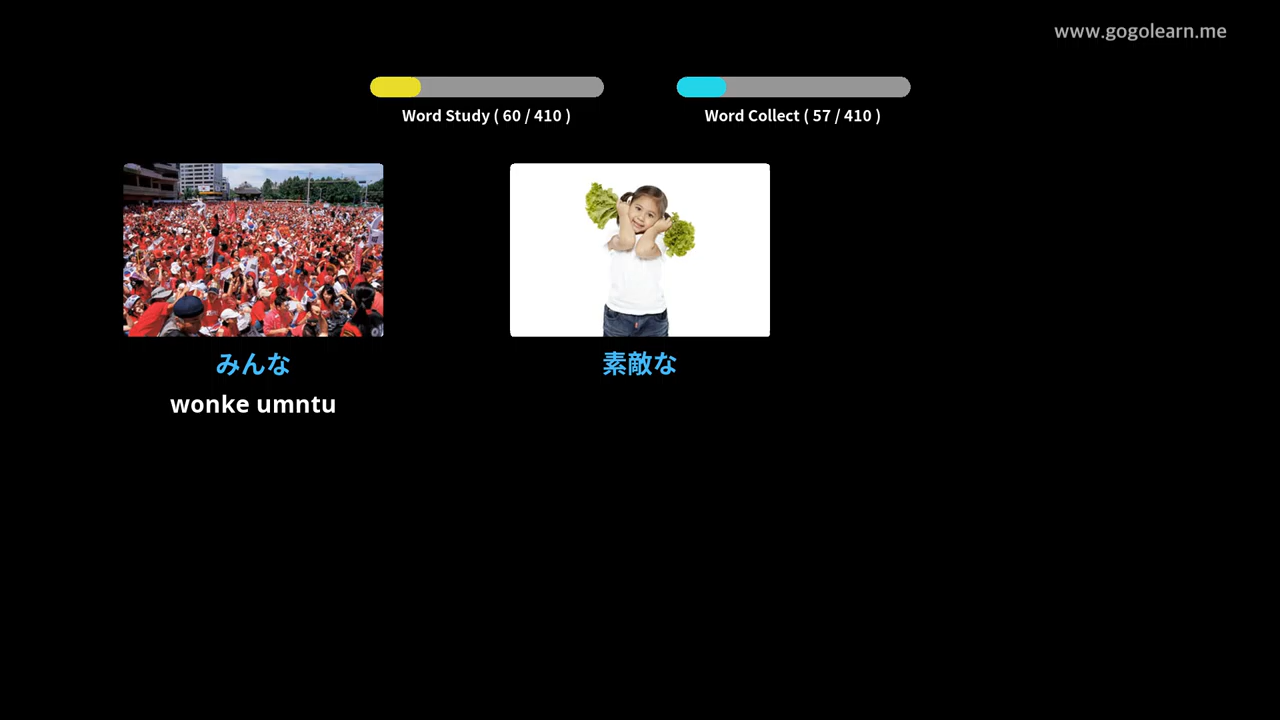 www.gogolearn.me
Word Study ( 60 / 410 )
Word Collect ( 57 / 410 )
みんな
wonke umntu
素敵な